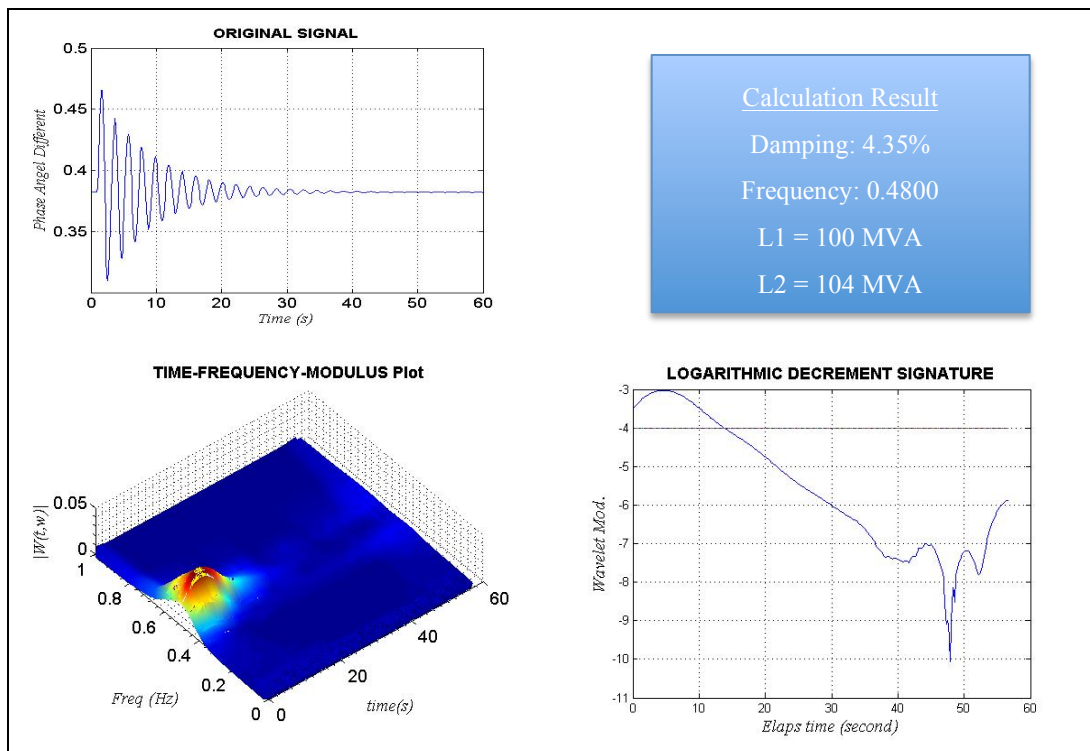 ORIGINAL SIGNAL
0.5
0.45
0.4
0.35
Phase Angel Different
0 10 20 30 40 50 60
Time (s)
Calculation Result
Damping: 4.35%
Frequency: 0.4800
L1 = 100 MVA
L2 = 104 MVA
TIME-FREQUENCY-MODULUS Plot
|W(t,w)|
0.05
0
1
0.8
0.6
0.4
0.2
0
Freq (Hz)
0
20
40
60
time(s)
LOGARITHMIC DECREMENT SIGNATURE
-3
-4
-5
-6
-7
-8
-9
-10
-11
Wavelet Mod.
0 10 20 30 40 50 60
Elaps time (second)